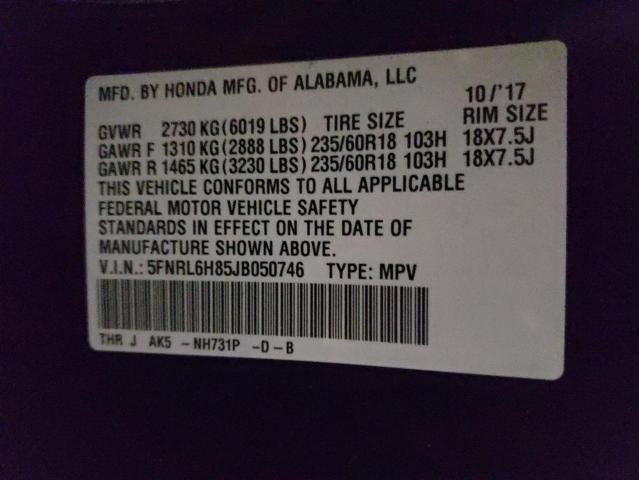 MFD. BY HONDA MFG. OF ALABAMA, LLC 10/'17
GVWR 2730 KG(6019 LBS) TIRE SIZE RIM SIZE
GAWR F 1310 KG(2888 LBS) 235/60R18 103H 18X7.5J
GAWR R 1465 KG(3230 LBS) 235/60R18 103H 18X7.5J
THIS VEHICLE CONFORMS TO ALL APPLICABLE
FEDERAL MOTOR VEHICLE SAFETY
STANDARDS IN EFFECT ON THE DATE OF
MANUFACTURE SHOWN ABOVE.
V.I.N.: 5FNRL6H85JB050746 TYPE: MPV
THR J AK5 -NH731P -D-B